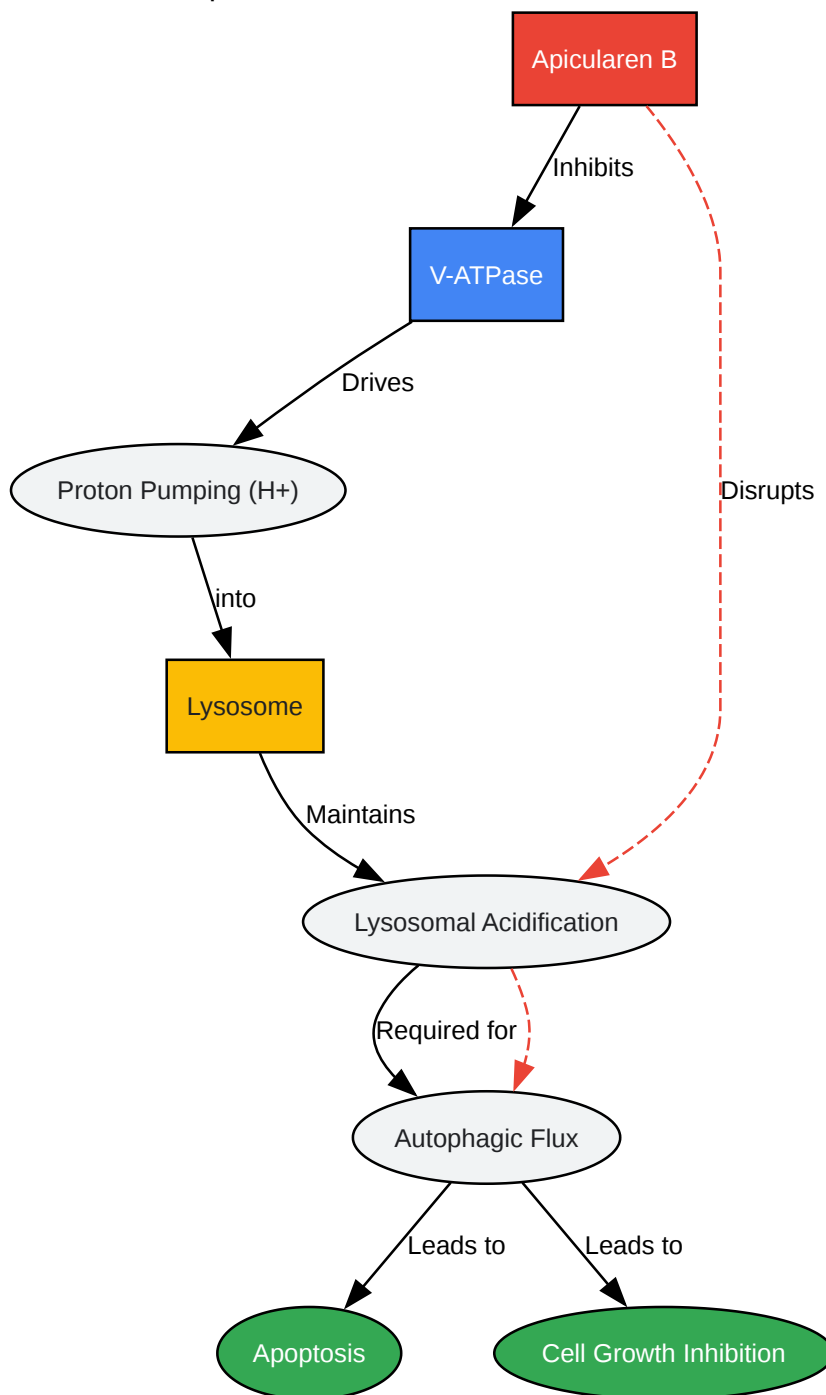 Apicularen B
Inhibits
V-ATPase
Drives
Proton Pumping (H+)
Disrupts
into
Lysosome
Maintains
Lysosomal Acidification
Required for
Autophagic Flux
Leads to
Leads to
Apoptosis
Cell Growth Inhibition